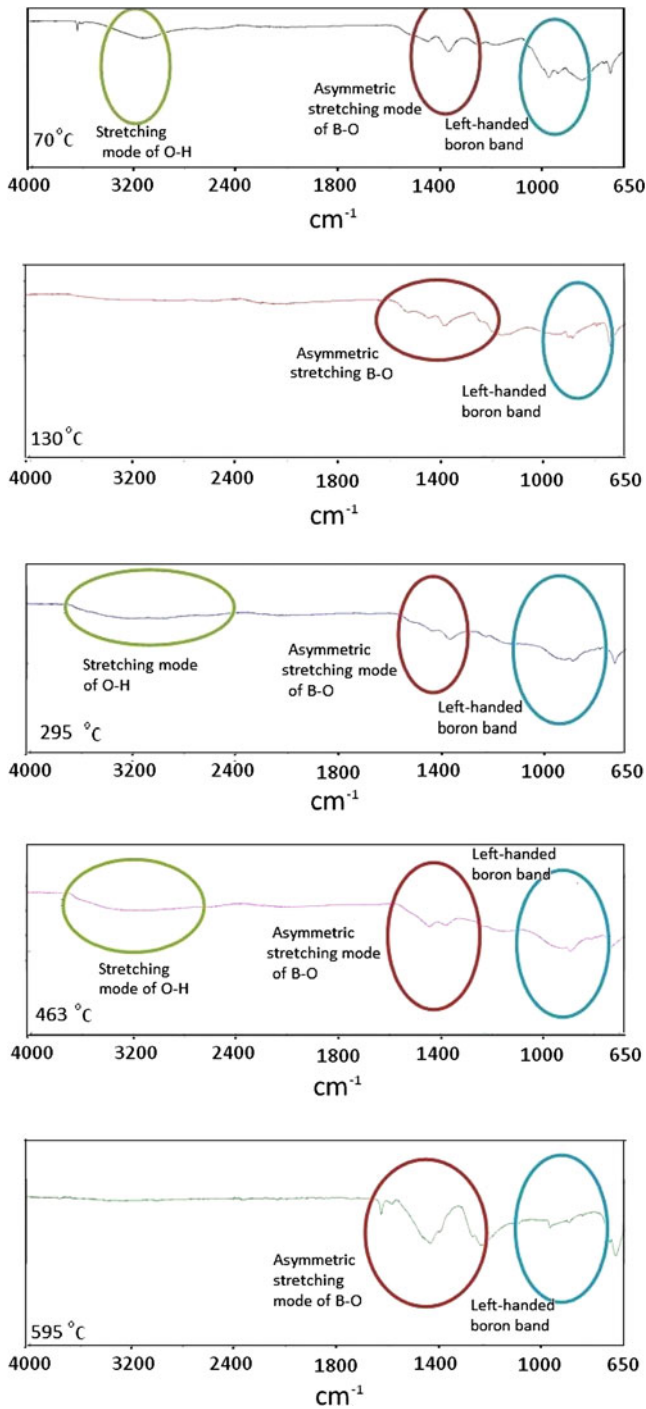 Stretching
mode of O-H
Asymmetric
stretching mode
of B-O
Left-handed
boron band
70°C
4000 3200 2400 1800 1400 1000 650
cm-1
Asymmetric
stretching B-O
Left-handed
boron band
130°C
4000 3200 2400 1800 1400 1000 650
cm-1
Stretching mode
of O-H
Asymmetric
stretching mode
of B-O
Left-handed
boron band
295 °C
4000 3200 2400 1800 1400 1000 650
cm-1
Left-handed
boron band
Stretching
mode of O-H
Asymmetric
stretching mode
of B-O
463 °C
4000 3200 2400 1800 1400 1000 650
cm-1
Asymmetric
stretching
mode of B-O
Left-handed
boron band
595 °C
4000 3200 2400 1800 1400 1000 650
cm-1